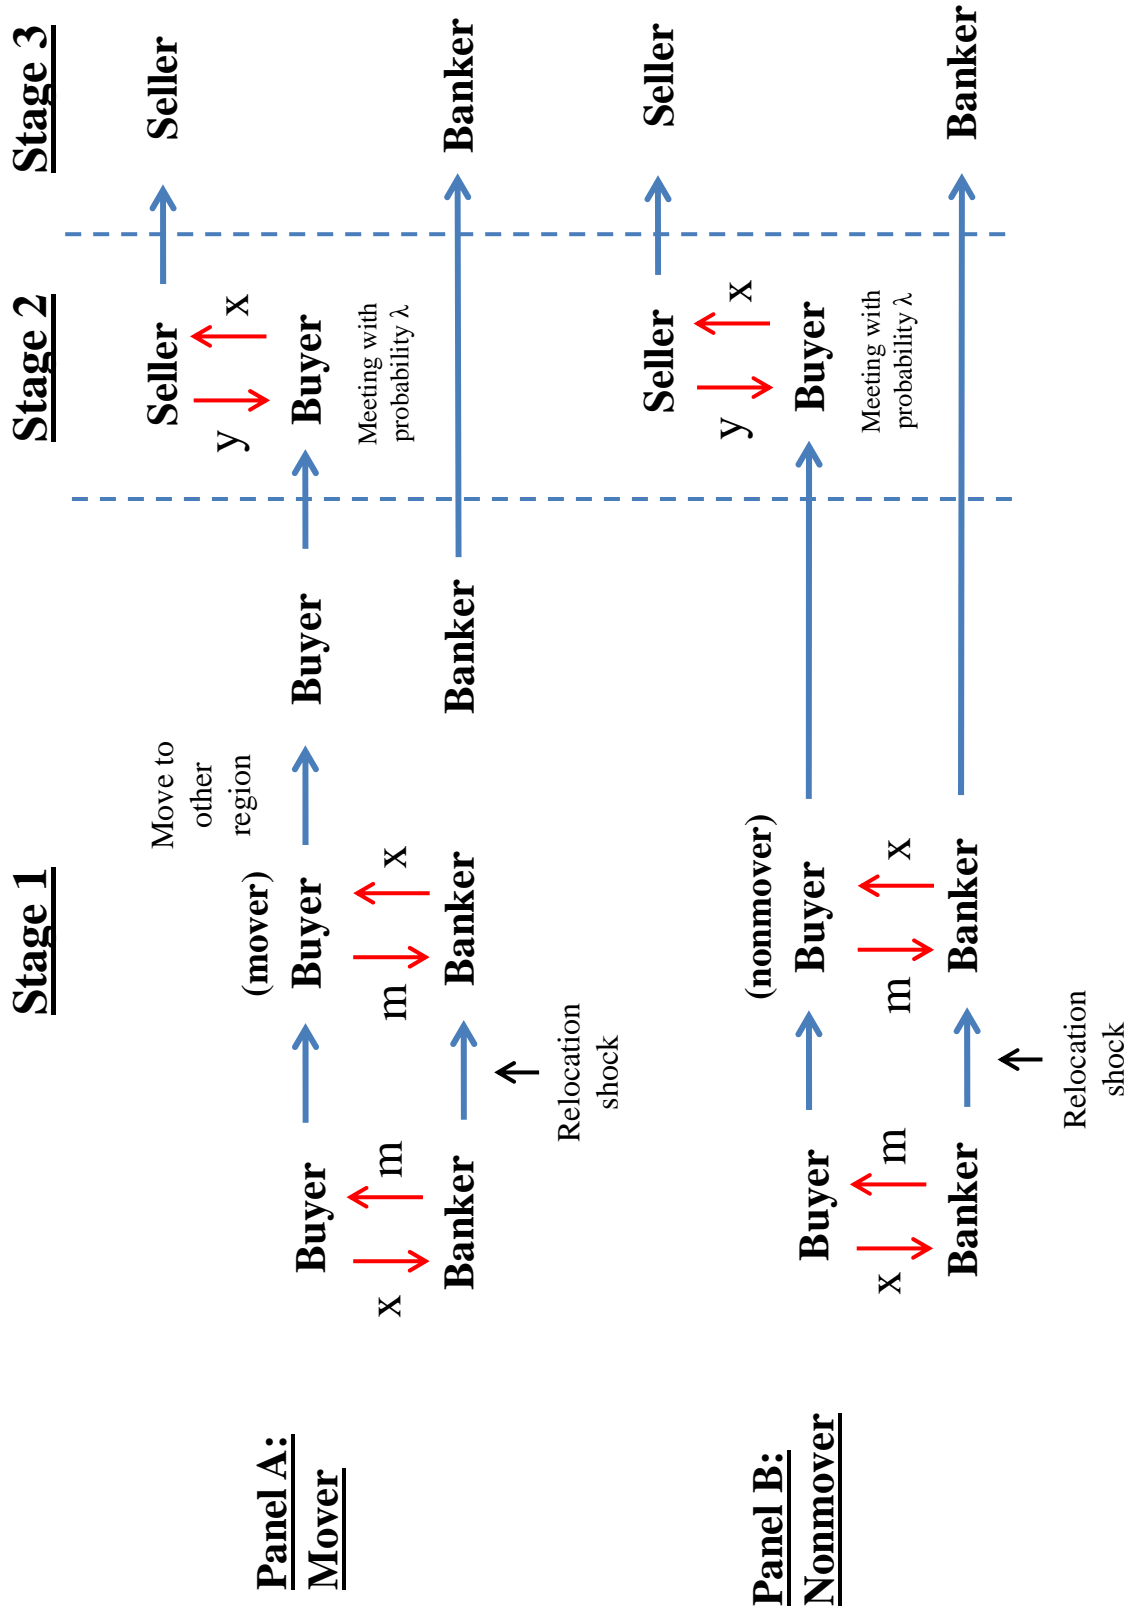 Stage 1
Stage 2
Stage 3
Panel A:
Mover
Move to
other
region
(mover)
Seller
Seller
y
x
Buyer
Buyer
Buyer
Buyer
x
m
m
x
Meeting with
probability λ
Banker
Banker
Banker
Banker
Relocation
shock
Panel B:
Nonmover
(nonmover)
Seller
Seller
y
x
Buyer
Buyer
Buyer
x
m
m
x
Meeting with
probability λ
Banker
Banker
Banker
Relocation
shock